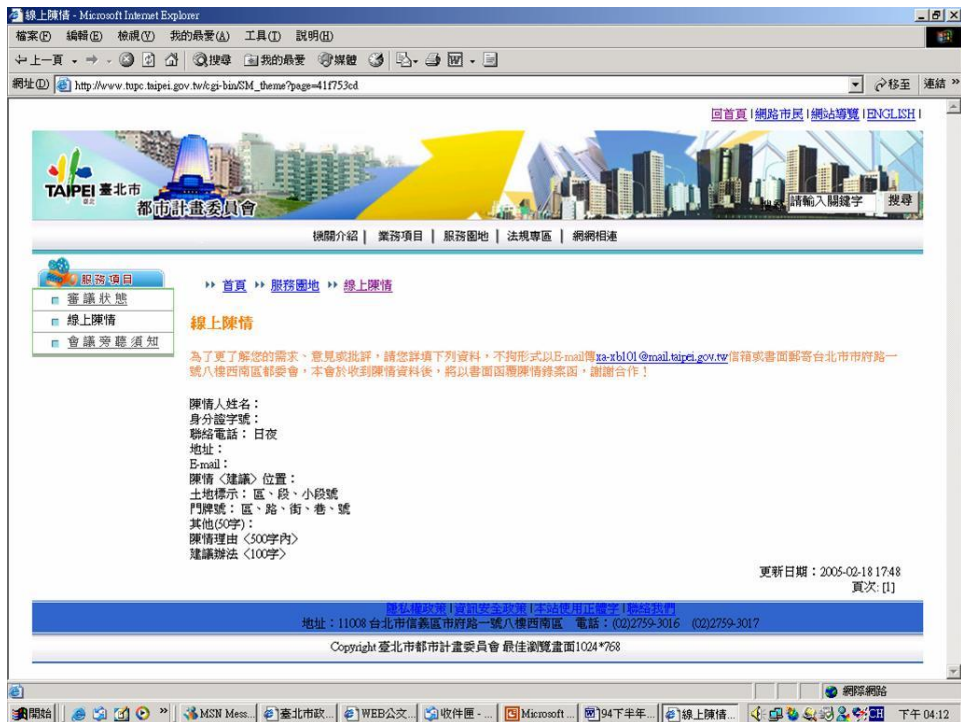 線上陳情 - Microsoft Internet Explorer
檔案(F) 編輯(E) 檢視(V) 我的最愛(A) 工具(T) 說明(H)
上一頁 搜尋 我的最愛 媒體
網址(D) http://www.tupc.taipei.gov.tw/cgi-bin/SM_theme?page=41f753cd 移至 連結 »
回首頁 | 網路市民 | 網站導覽 | ENGLISH |
TAIPEI 臺北市
臺北
都市計畫委員會
搜尋 請輸入關鍵字 搜尋
機關介紹 | 業務項目 | 服務園地 | 法規專區 | 網網相連
服務項目
審議狀態
線上陳情
會議旁聽須知
首頁 服務園地 線上陳情
線上陳情
為了更了解您的需求、意見或批評,請您詳填下列資料,不拘形式以E-mail傳xa-xb101@mail.taipei.gov.tw信箱或書面郵寄台北市市府路一
號八樓西南區都委會,本會於收到陳情資料後,將以書面函覆陳情錄案函,謝謝合作!
陳情人姓名:
身分證字號:
聯絡電話: 日夜
地址:
E-mail:
陳情〈建議〉位置:
土地標示: 區、段、小段號
門牌號: 區、路、街、巷、號
其他(50字):
陳情理由〈500字內〉
建議辦法〈100字〉
更新日期:2005-02-18 17:48
頁次: [1]
隱私權政策 | 資訊安全政策 | 本站使用正體字 | 聯絡我們
地址:11008 台北市信義區市府路一號八樓西南區 電話:(02)2759-3016 (02)2759-3017
Copyright 臺北市都市計畫委員會 最佳瀏覽畫面1024*768
網際網路
開始 » MSN Mess... 臺北市政... WEB公文... 收件匣 - ... Microsoft ... 94下半年... 線上陳情... CH 下午 04:12